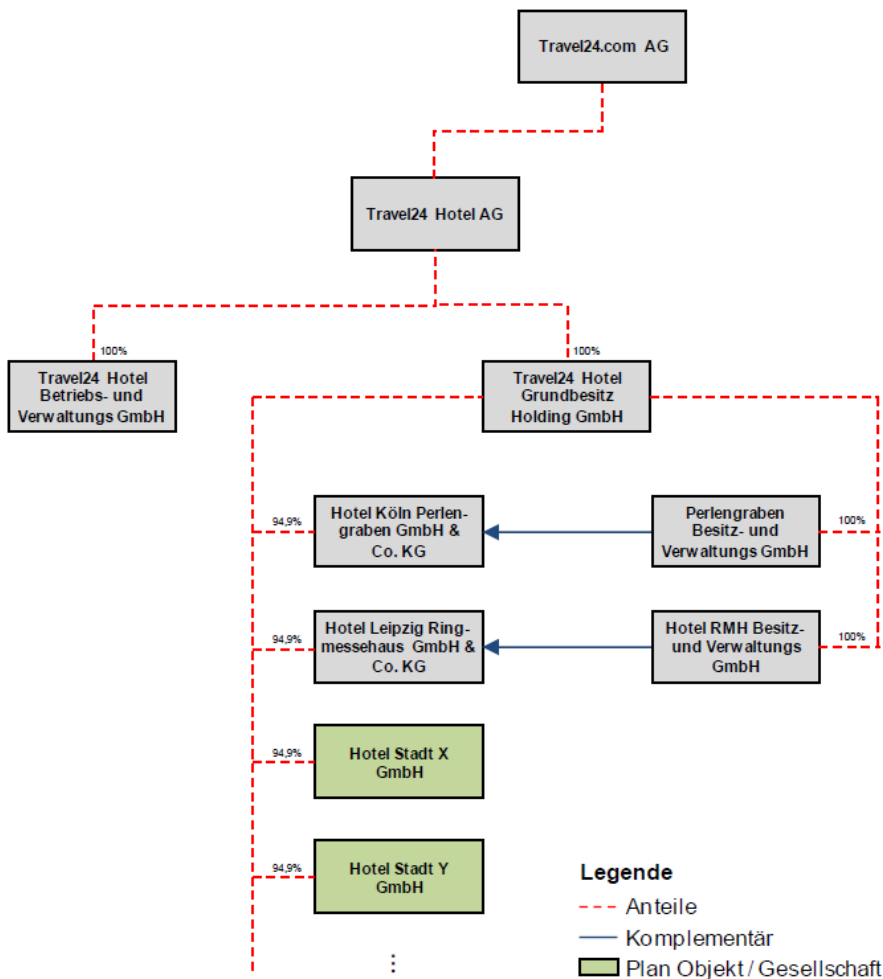 Travel24.com AG
Travel24 Hotel AG
100%
100%
Travel24 Hotel
Betriebs- und
Verwaltungs GmbH
Travel24 Hotel
Grundbesitz
Holding GmbH
94,9%
Hotel Köln Perlen-
graben GmbH &
Co. KG
Perlengraben
Besitz- und
Verwaltungs GmbH
100%
94,9%
Hotel Leipzig Ring-
messehaus GmbH &
Co. KG
Hotel RMH Besitz-
und Verwaltungs
GmbH
100%
94,9%
Hotel Stadt X
GmbH
94,9%
Hotel Stadt Y
GmbH
Legende
Anteile
Komplementär
Plan Objekt / Gesellschaft